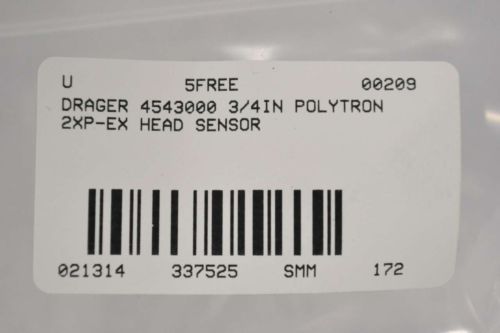 U 5FREE 00209
DRAGER 4543000 3/4IN POLYTRON
2XP-EX HEAD SENSOR
021314 337525 SMM 172